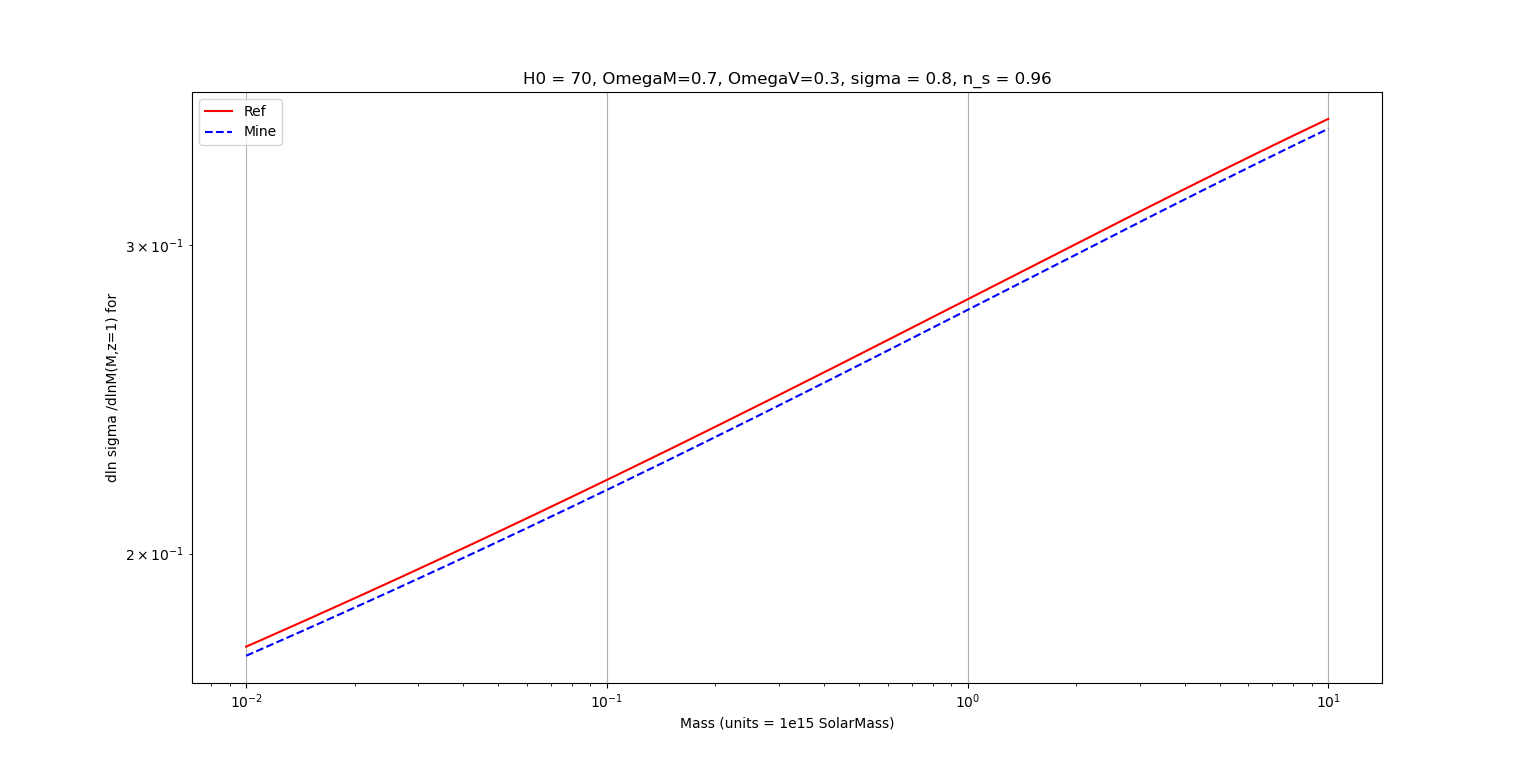 H0 = 70, OmegaM=0.7, OmegaV=0.3, sigma = 0.8, n_s = 0.96
Ref
Mine
dln sigma /dlnM(M,z=1) for
3 × 10⁻¹
2 × 10⁻¹
10⁻² 10⁻¹ 10⁰ 10¹
Mass (units = 1e15 SolarMass)